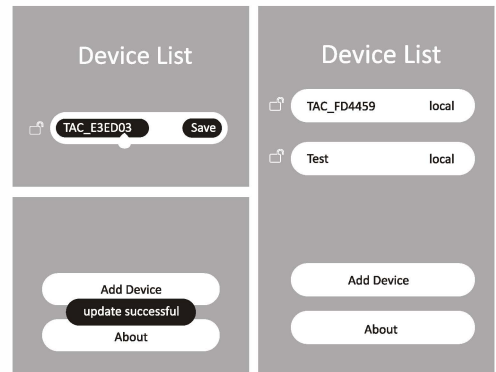 Device List
TAC_E3ED03 Save
Add Device
update successful
About
Device List
TAC_FD4459 local
Test local
Add Device
About